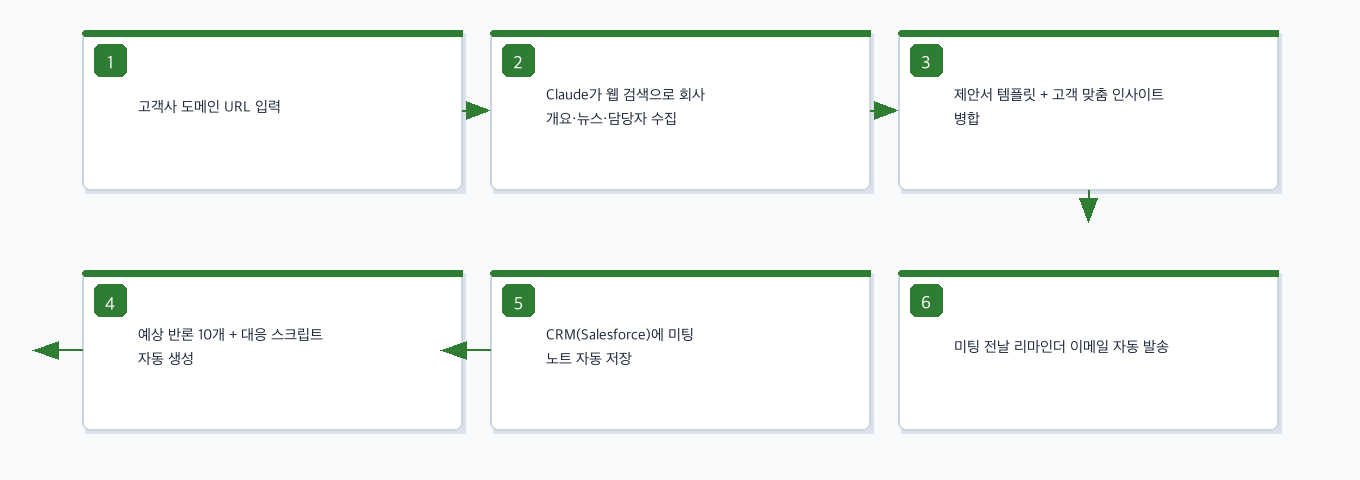 1
고객사 도메인 URL 입력
2
Claude가 웹 검색으로 회사
개요·뉴스·담당자 수집
3
제안서 템플릿 + 고객 맞춤 인사이트
병합
4
예상 반론 10개 + 대응 스크립트
자동 생성
5
CRM(Salesforce)에 미팅
노트 자동 저장
6
미팅 전날 리마인더 이메일 자동 발송